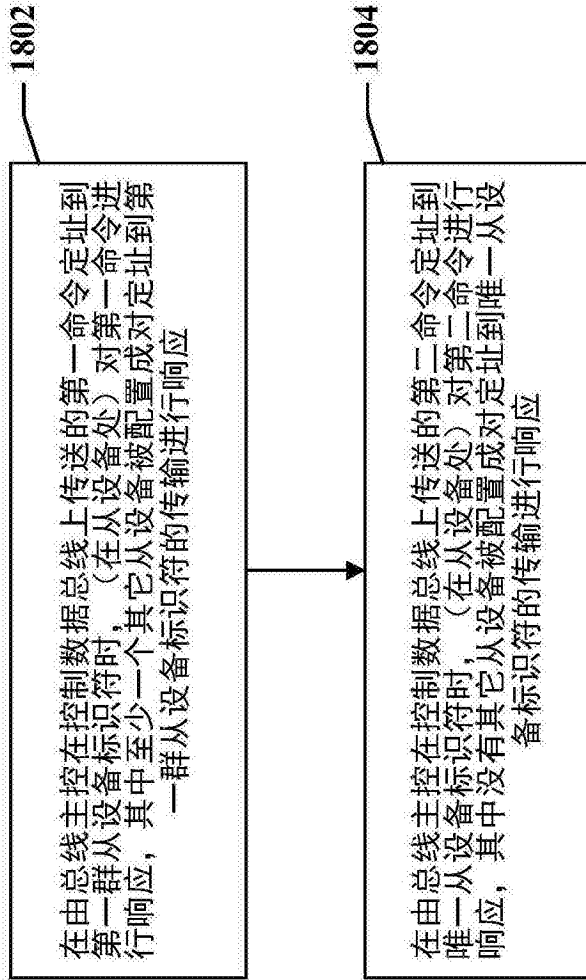 在由总线主控在控制数据总线上传送的第一命令定址到
第一群从设备标识符时，（在从设备处）对第一命令进
行响应，其中至少一个其它从设备被配置成对定址到第
一群从设备标识符的传输进行响应
1802
在由总线主控在控制数据总线上传送的第二命令定址到
唯一从设备标识符时，（在从设备处）对第二命令进行
响应，其中没有其它从设备被配置成对定址到唯一从设
备标识符的传输进行响应
1804